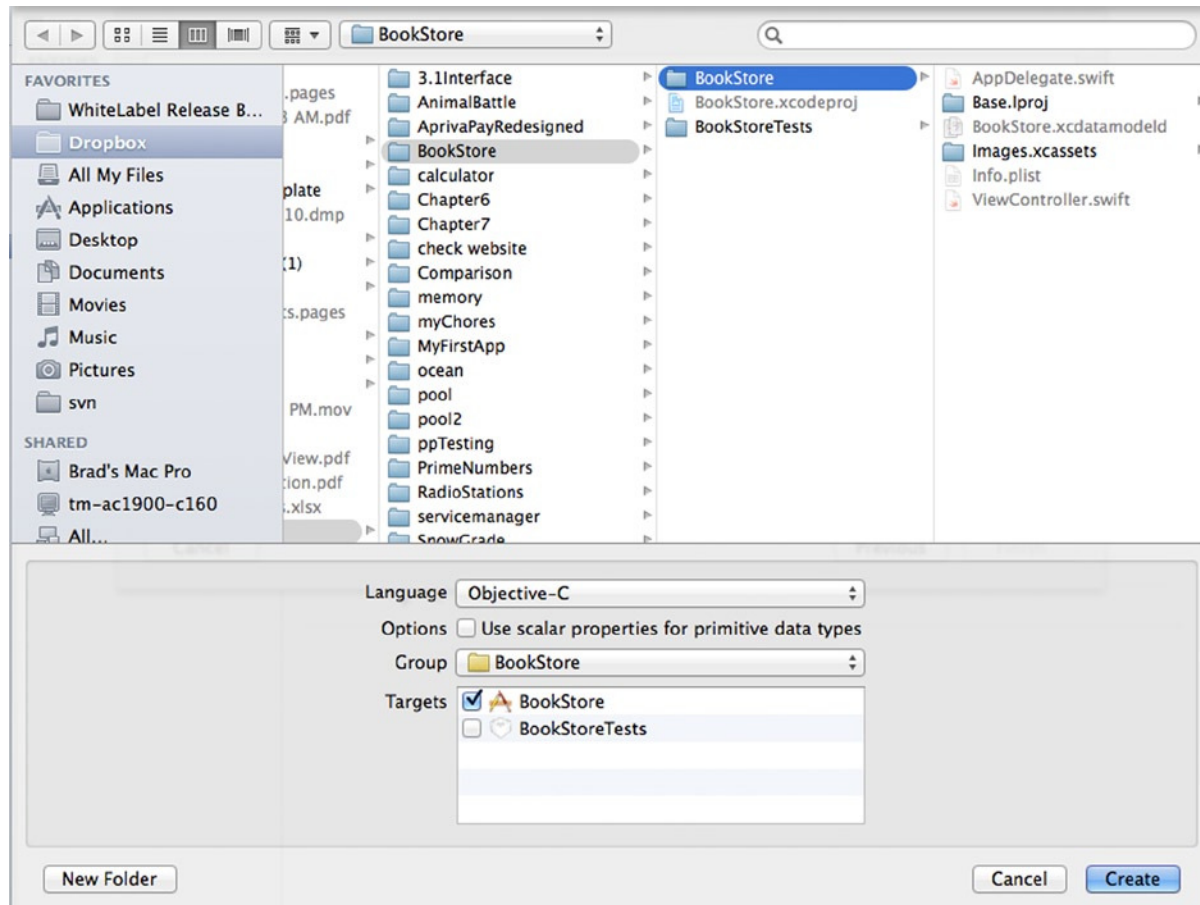 BookStore
FAVORITES
WhiteLabel Release B...
Dropbox
All My Files
Applications
Desktop
Documents
Movies
Music
Pictures
svn
SHARED
Brad's Mac Pro
tm-ac1900-c160
All...
.pages
AM.pdf
plate
10.dmp
(1)
ts.pages
PM.mov
View.pdf
tion.pdf
s.xlsx
3.1Interface
AnimalBattle
AprivaPayRedesigned
BookStore
calculator
Chapter6
Chapter7
check website
Comparison
memory
myChores
MyFirstApp
ocean
pool
pool2
ppTesting
PrimeNumbers
RadioStations
servicemanager
SnowGrade
BookStore
BookStore.xcodeproj
BookStoreTests
AppDelegate.swift
Base.lproj
BookStore.xcdatamodeld
Images.xcassets
Info.plist
ViewController.swift
Cancel
Previous
Language Objective-C
Options Use scalar properties for primitive data types
Group BookStore
Targets BookStore
BookStoreTests
New Folder Cancel Create